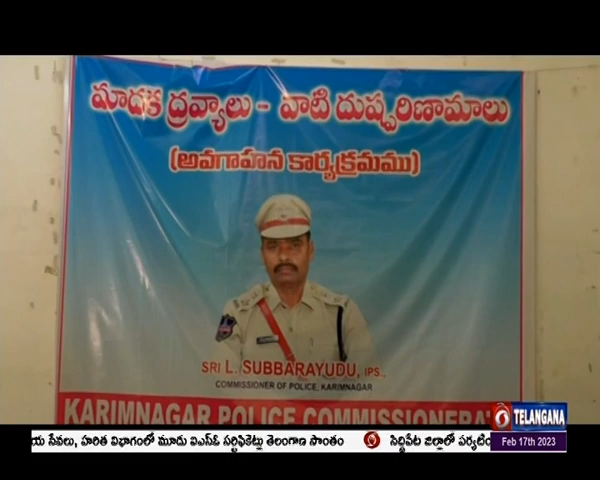 మాదక ద్రవ్యాలు - వాటి దుష్పరిణామాలు
(అవగాహన కార్యక్రమము)
SRI L. SUBBARAYUDU, IPS.,
COMMISSIONER OF POLICE, KARIMNAGAR
KARIMNAGAR POLICE COMMISSIONERAT
TELANGANA
య సేవలు, హరిత విభాగంలో మూడు ఐఎస్ఓ సర్టిఫికెట్లు తెలంగాణ సొంతం
సిద్దిపేట జిల్లాలో పర్యటిం
Feb 17th 2023